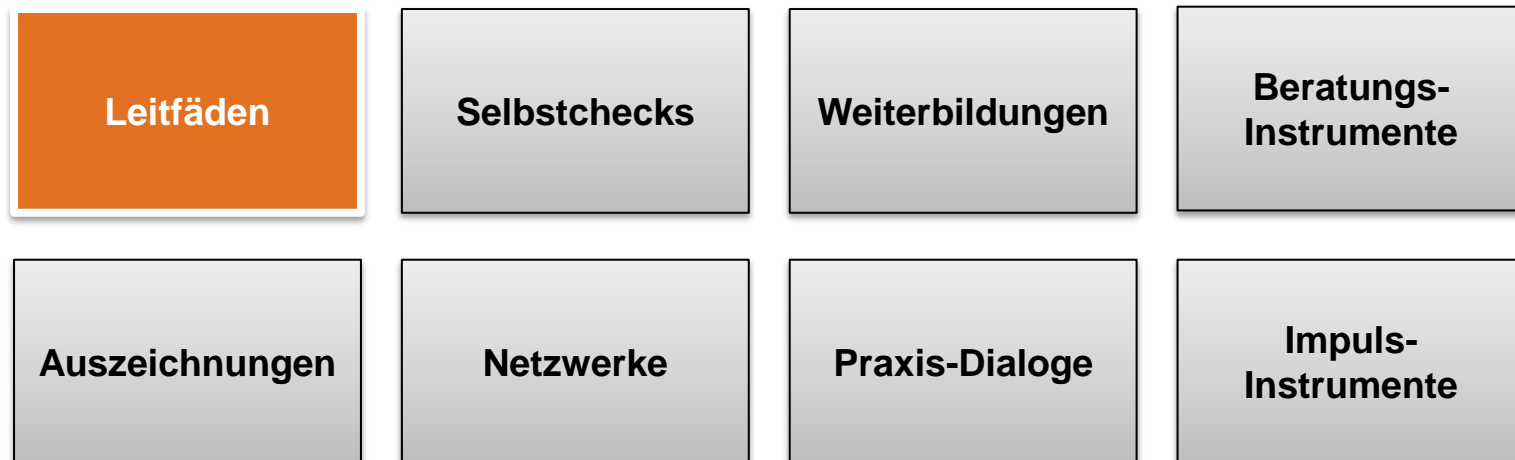 Leitfäden
Selbstchecks
Weiterbildungen
Beratungs-
Instrumente
Auszeichnungen
Netzwerke
Praxis-Dialoge
Impuls-
Instrumente